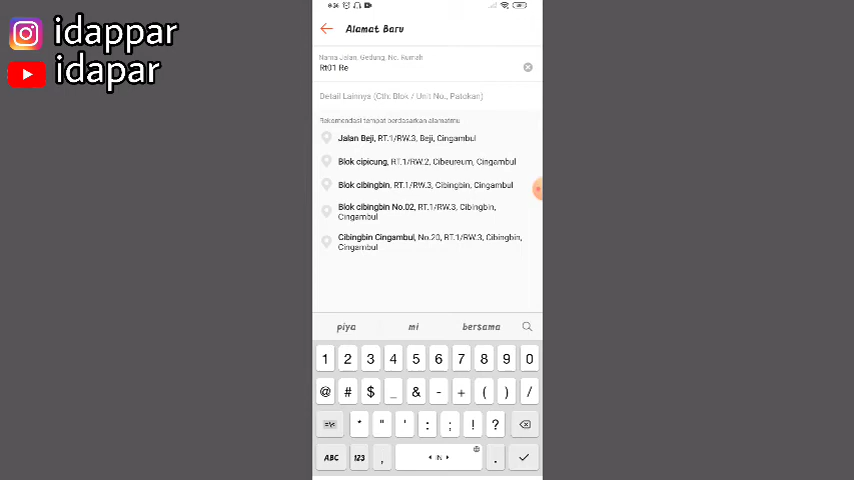 idappar
idapar
Alamat Baru
Nama Jalan, Gedung, No. Rumah
Rt01 Re
Detail Lainnya (Cth: Blok / Unit No., Patokan)
Rekomendasi tempat berdasarkan alamatmu
Jalan Beji, RT.1/RW.3, Beji, Cingambul
Blok cipicung, RT.1/RW.2, Cibeureum, Cingambul
Blok cibingbin, RT.1/RW.3, Cibingbin, Cingambul
Blok cibingbin No.02, RT.1/RW.3, Cibingbin,
Cingambul
Cibingbin Cingambul, No.20, RT.1/RW.3, Cibingbin,
Cingambul
piya mi bersama
1 2 3 4 5 6 7 8 9 0
@ # $ _ & - + ( ) /
* " ' : ; ! ?
ABC 123 , IN .